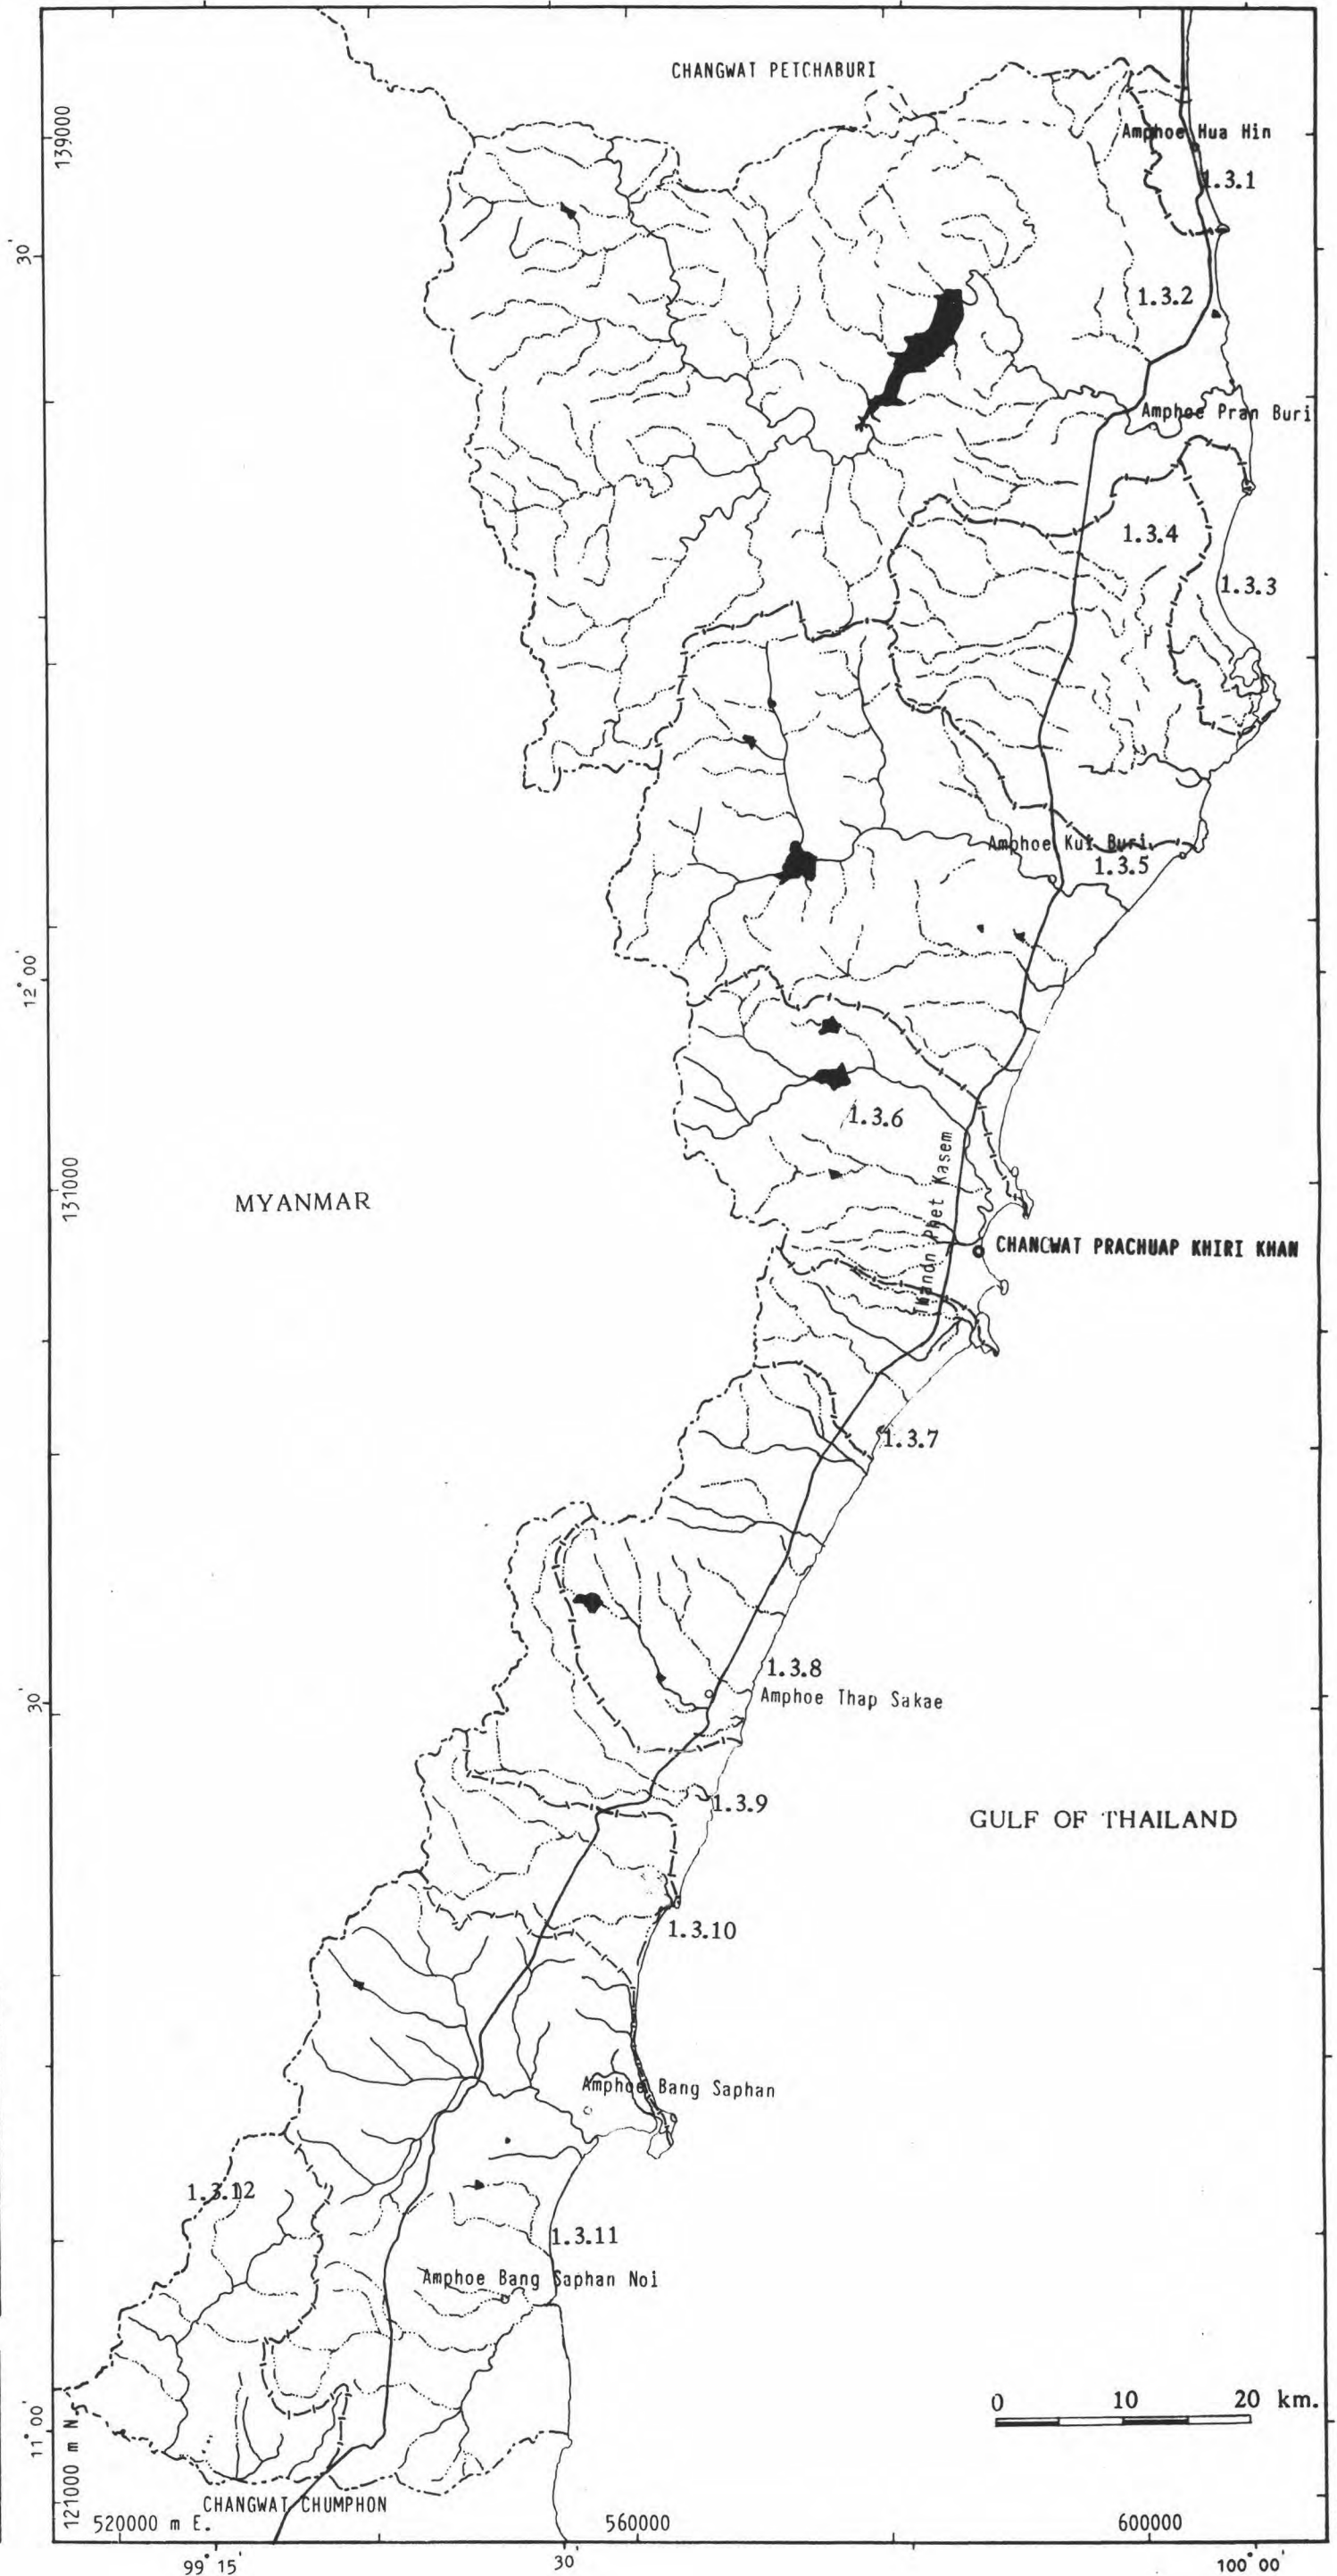 CHANGWAT PETCHABURI
139000
Amphoe Hua Hin
1.3.1
30'
1.3.2
Amphoe Pran Buri
1.3.4
1.3.3
Amphoe Kui Buri
1.3.5
12° 00'
1.3.6
131000
MYANMAR
Phet Kasem
CHANGWAT PRACHUAP KHIRI KHAN
1.3.7
1.3.8
30'
Amphoe Thap Sakae
1.3.9
GULF OF THAILAND
1.3.10
Amphoe Bang Saphan
1.3.12
1.3.11
Amphoe Bang Saphan Noi
0 10 20 km.
11° 00'
121000 m N.
CHANGWAT CHUMPHON
520000 m E. 560000 600000
99° 15' 30' 100° 00'